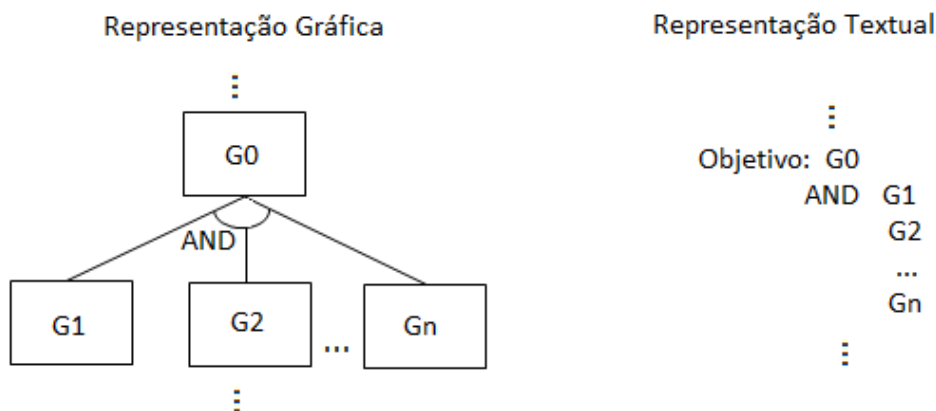 Representação Gráfica
G0
AND
G1
G2
...
Gn
Representação Textual
Objetivo: G0
AND G1
G2
...
Gn